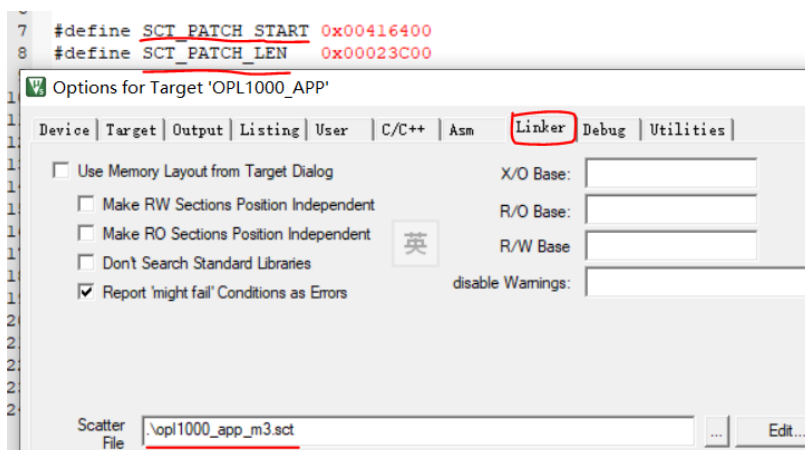 7 #define SCT_PATCH_START 0x00416400
8 #define SCT_PATCH_LEN 0x00023C00
Options for Target 'OPL1000_APP'
Device Target Output Listing User C/C++ Asm Linker Debug Utilities
Use Memory Layout from Target Dialog
X/O Base:
Make RW Sections Position Independent
R/O Base:
Make RO Sections Position Independent
英
R/W Base
Don't Search Standard Libraries
disable Warnings:
Report 'might fail' Conditions as Errors
Scatter
File
.\opl1000_app_m3.sct
...
Edit...